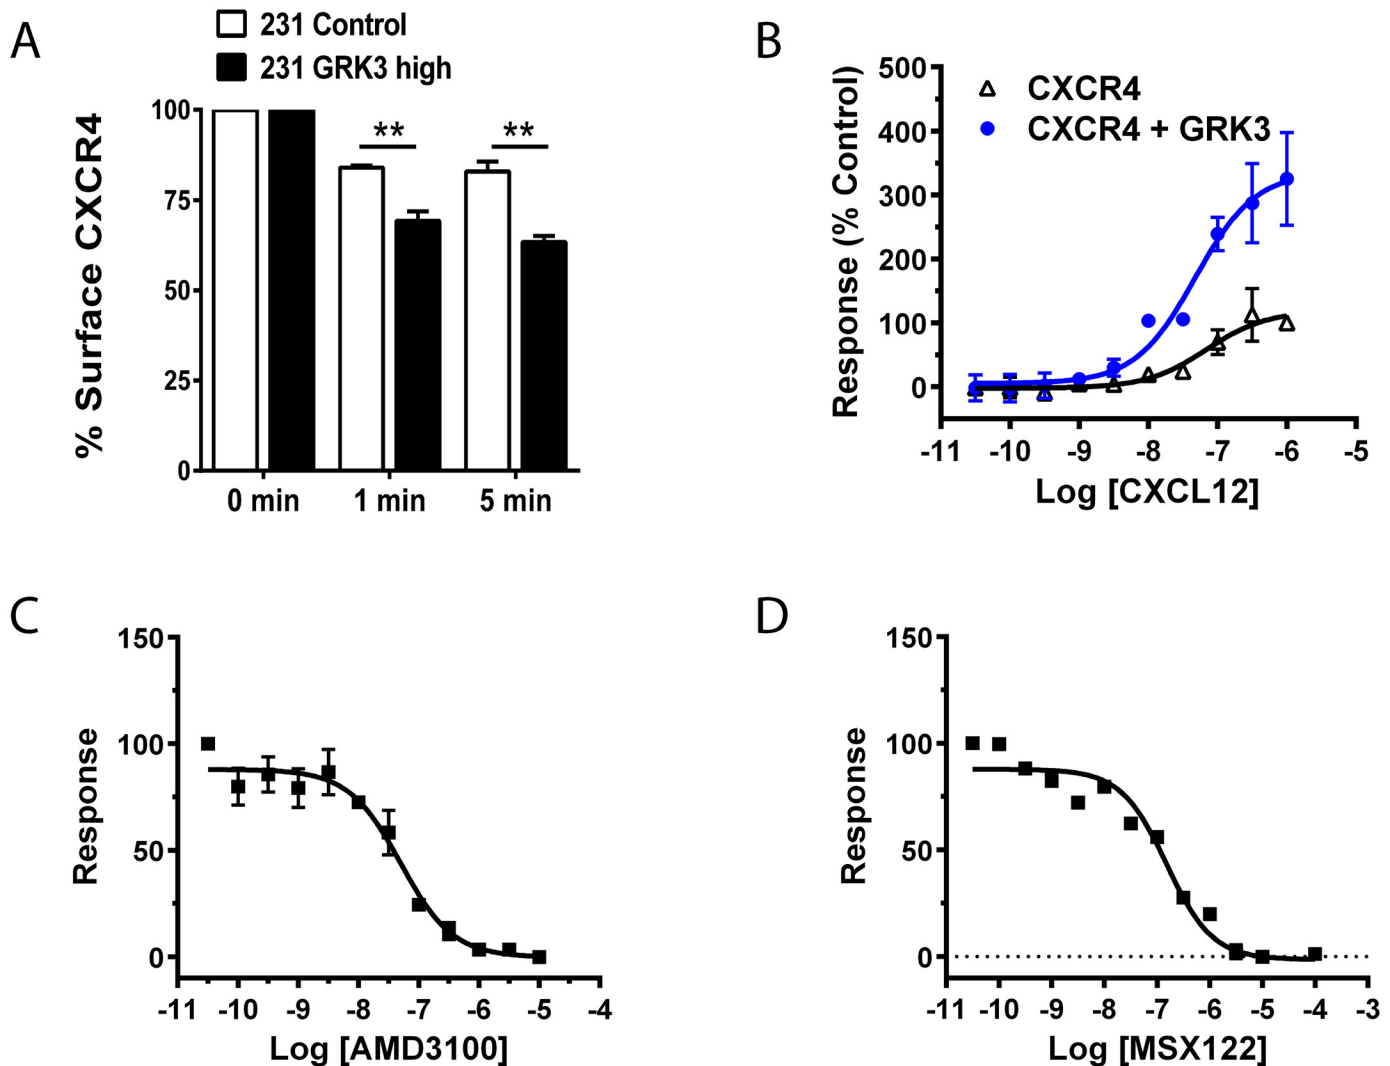 A
231 Control
231 GRK3 high
% Surface CXCR4
100
75
50
25
0
** **
0 min 1 min 5 min
B
CXCR4
CXCR4 + GRK3
Response (% Control)
500
400
300
200
100
0
-11 -10 -9 -8 -7 -6 -5
Log [CXCL12]
C
Response
150
100
50
0
-11 -10 -9 -8 -7 -6 -5 -4
Log [AMD3100]
D
Response
150
100
50
0
-11 -10 -9 -8 -7 -6 -5 -4 -3
Log [MSX122]